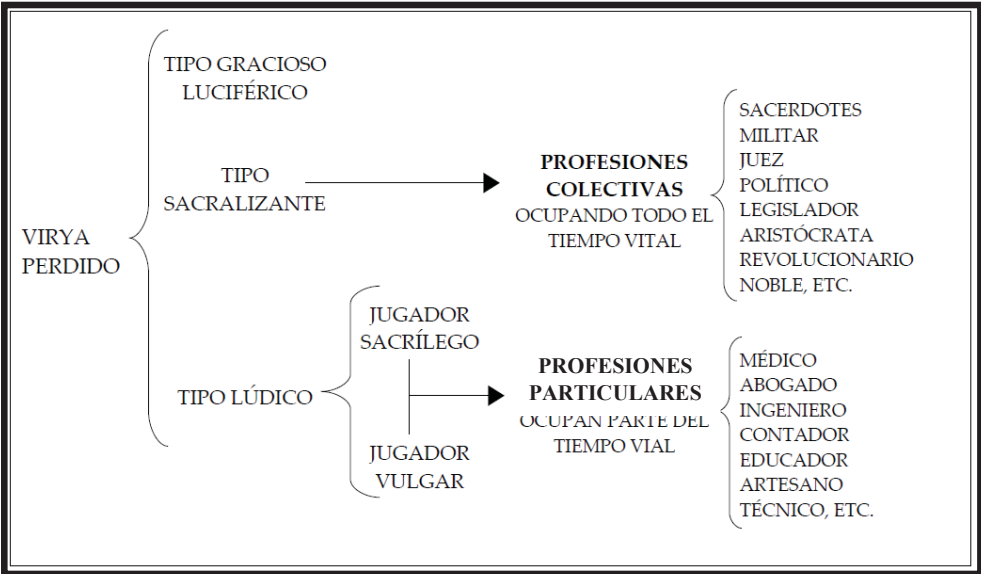 VIRYA
PERDIDO
TIPO GRACIOSO
LUCIFÉRICO
TIPO
SACRALIZANTE
PROFESIONES
COLECTIVAS
OCUPANDO TODO EL
TIEMPO VITAL
SACERDOTES
MILITAR
JUEZ
POLÍTICO
LEGISLADOR
ARISTÓCRATA
REVOLUCIONARIO
NOBLE, ETC.
TIPO LÚDICO
JUGADOR
SACRÍLEGO
JUGADOR
VULGAR
PROFESIONES
PARTICULARES
OCUPAN PARTE DEL
TIEMPO VIAL
MÉDICO
ABOGADO
INGENIERO
CONTADOR
EDUCADOR
ARTESANO
TÉCNICO, ETC.